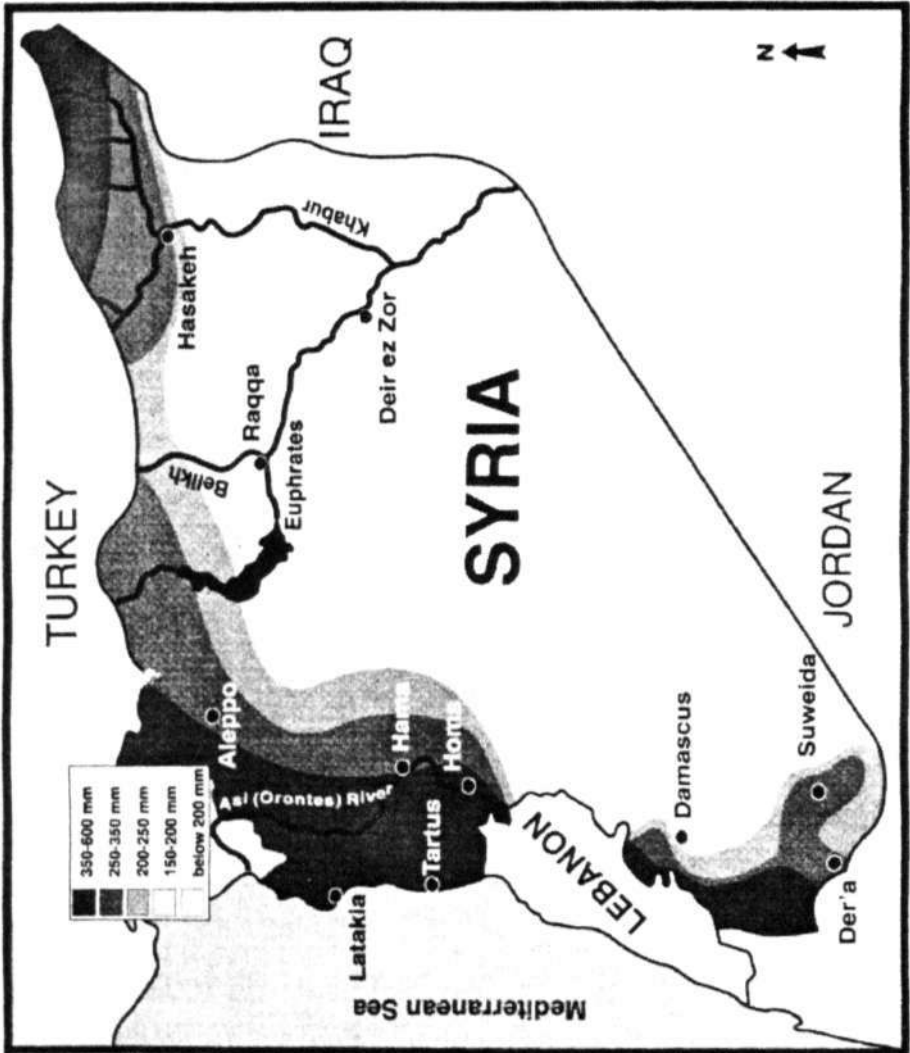 TURKEY
IRAQ
SYRIA
JORDAN
LEBANON
Mediterranean Sea
N
350-600 mm
250-350 mm
200-250 mm
150-200 mm
below 200 mm
Hasakeh
Khabur
Deir ez Zor
Raqqa
Belikh
Euphrates
Aleppo
Hama
Homs
Asi (Orontes) River
Tartus
Latakia
Damascus
Suweida
Der'a